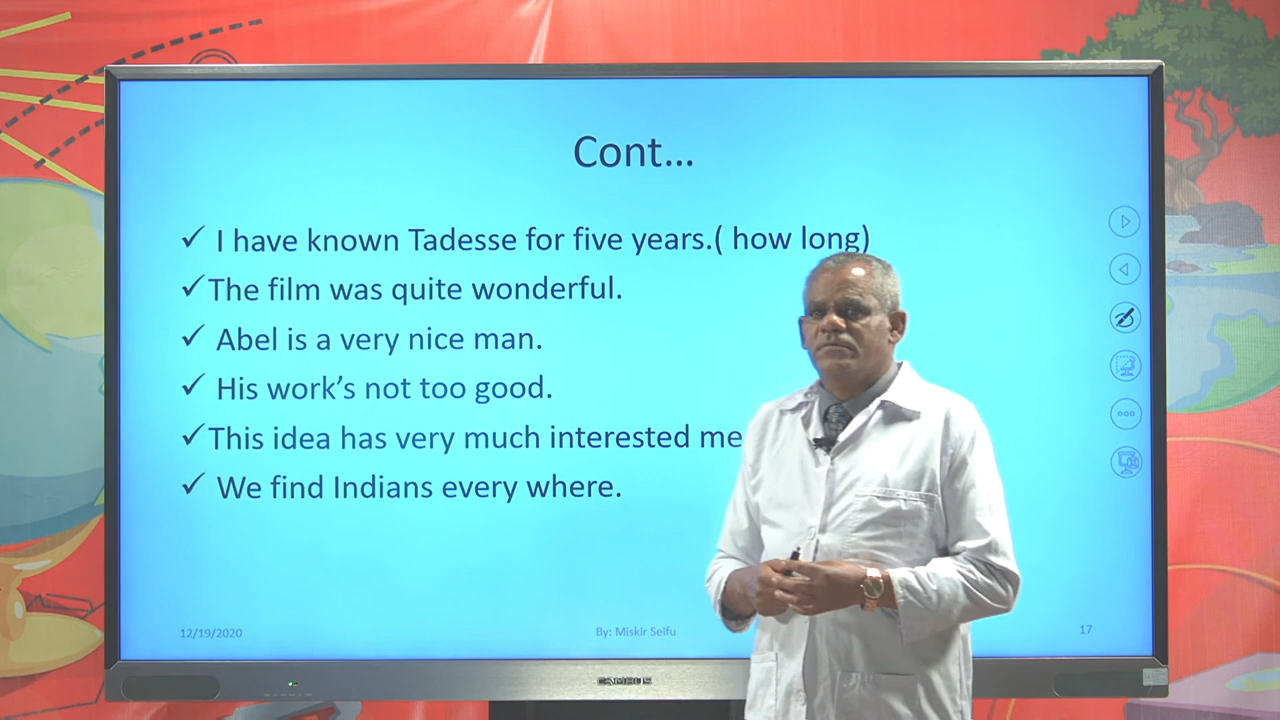 Cont...
✓ I have known Tadesse for five years.( how long)
✓ The film was quite wonderful.
✓ Abel is a very nice man.
✓ His work’s not too good.
✓ This idea has very much interested me
✓ We find Indians every where.
12/19/2020 By: Miskir Seifu 17